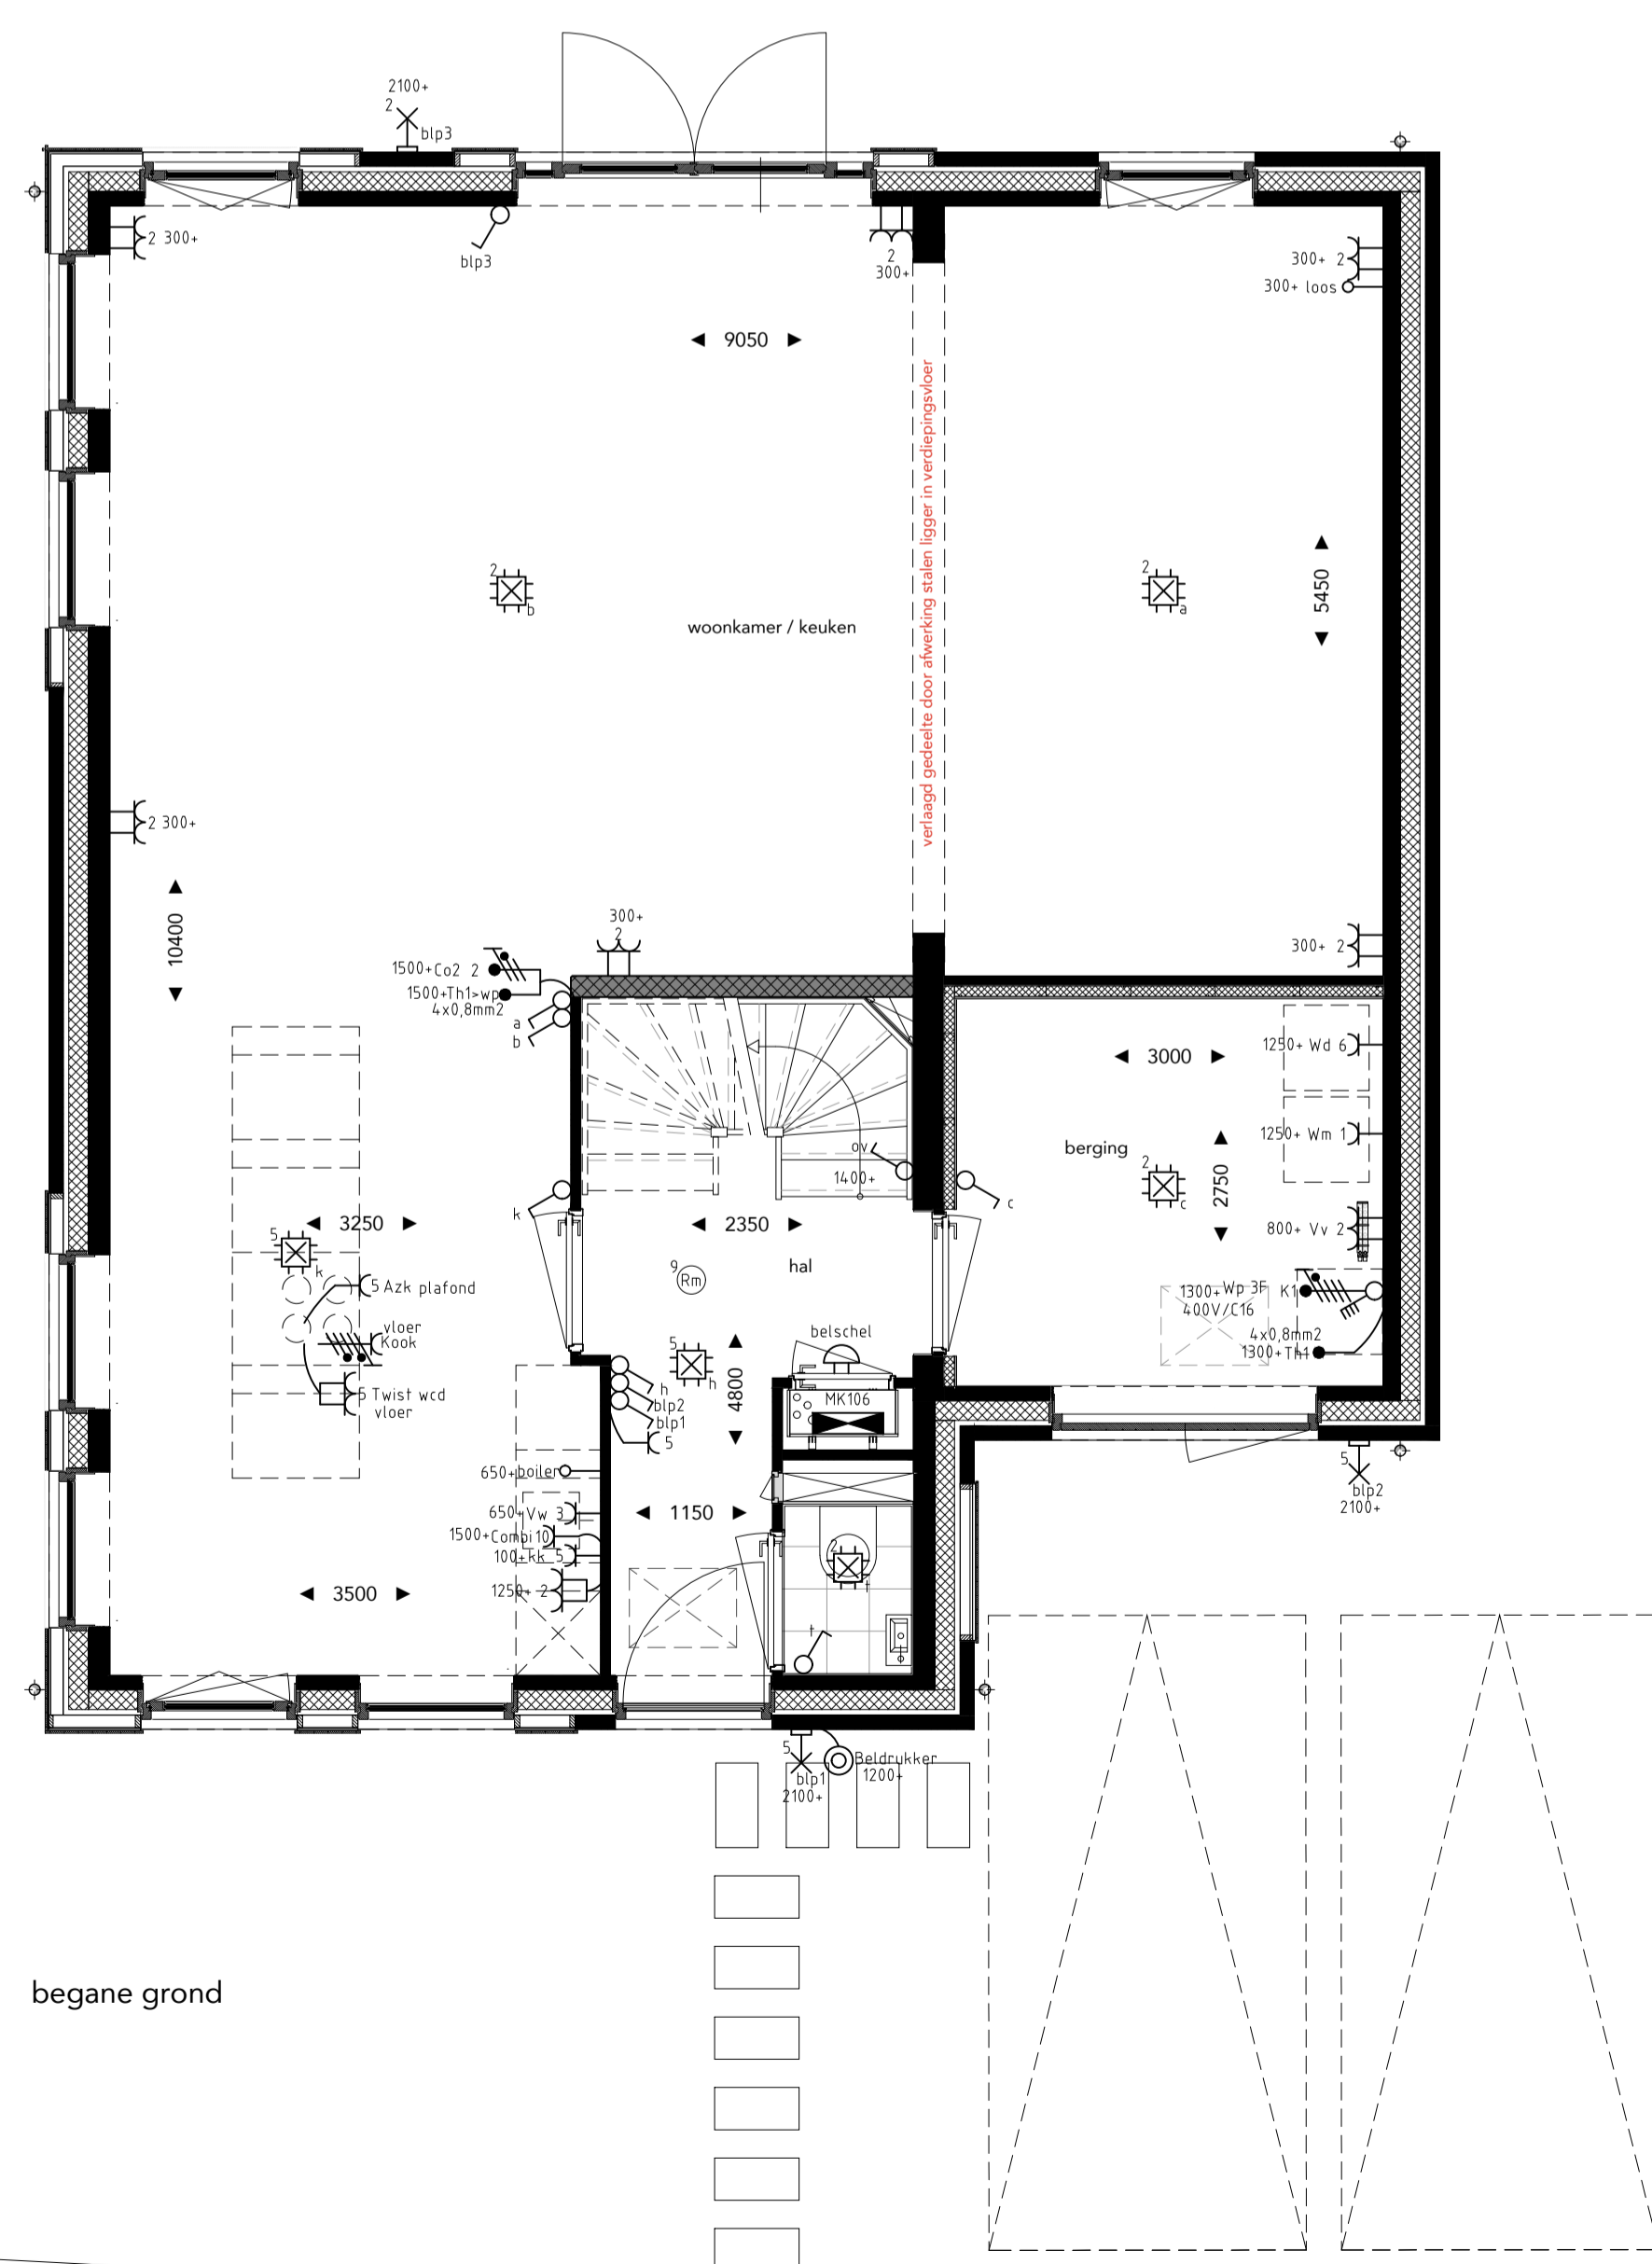 2100+
2
blp3
2 300+
blp3
2
300+
300+ 2
300+ loos
9050
verlaagd gedeelte door afwerking stalen ligger in verdiepingsvloer
2
b
2
a
5450
woonkamer / keuken
2 300+
10400
300+
2
300+ 2
1500+Co2 2
1500+Th1>wp
4x0,8mm2
a
b
3000
1250+ Wd 6
1250+ Wm 1
berging
2
c
2750
ov
1400+
c
k
800+ Vv 2
3250
2350
5
k
9
Rm
hal
5 Azk plafond
1300+Wp 3F K1
400V/C16
vloer
Kook
4x0,8mm2
1300+Th1
belschel
5
h
4800
MK106
h
blp2
blp1
5
5 Twist wcd
vloer
650+boiler
650+Vw 3
1500+Combi10
100+kk 5
1250+ 2
1150
3500
5
blp2
2100+
2
t
t
5
blp1
2100+
Beldrukker
1200+
begane grond